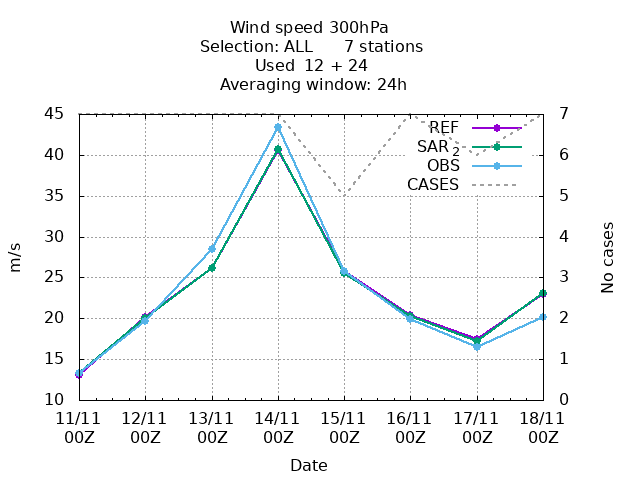 Wind speed 300hPa
Selection: ALL 7 stations
Used 12 + 24
Averaging window: 24h
45 7
REF
40 6
SAR 2
OBS
35 5
CASES
30 4
25 3
20 2
15 1
10 0
m/s
No cases
11/11 12/11 13/11 14/11 15/11 16/11 17/11 18/11
00Z 00Z 00Z 00Z 00Z 00Z 00Z 00Z
Date